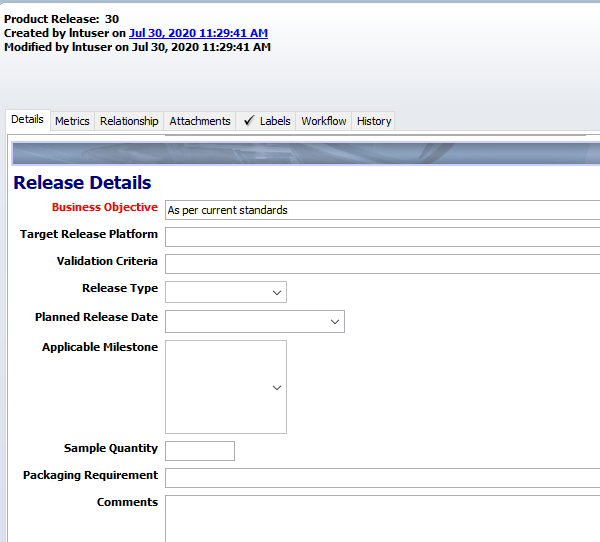 Product Release: 30
Created by lntuser on Jul 30, 2020 11:29:41 AM
Modified by lntuser on Jul 30, 2020 11:29:41 AM
Details Metrics Relationship Attachments ✓ Labels Workflow History
Release Details
Business Objective As per current standards
Target Release Platform
Validation Criteria
Release Type
Planned Release Date
Applicable Milestone
Sample Quantity
Packaging Requirement
Comments